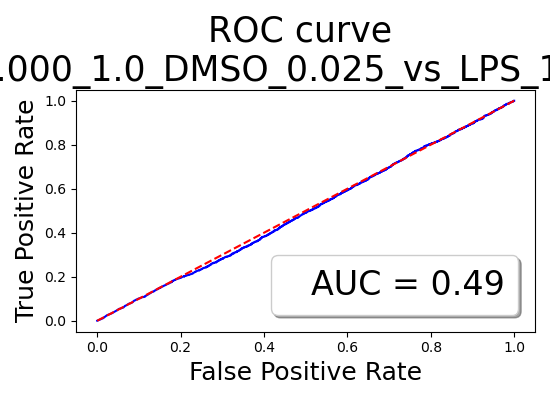 ROC curve
.000_1.0_DMSO_0.025_vs_LPS_1
True Positive Rate
1.0
0.8
0.6
0.4
0.2
0.0
AUC = 0.49
0.0 0.2 0.4 0.6 0.8 1.0
False Positive Rate